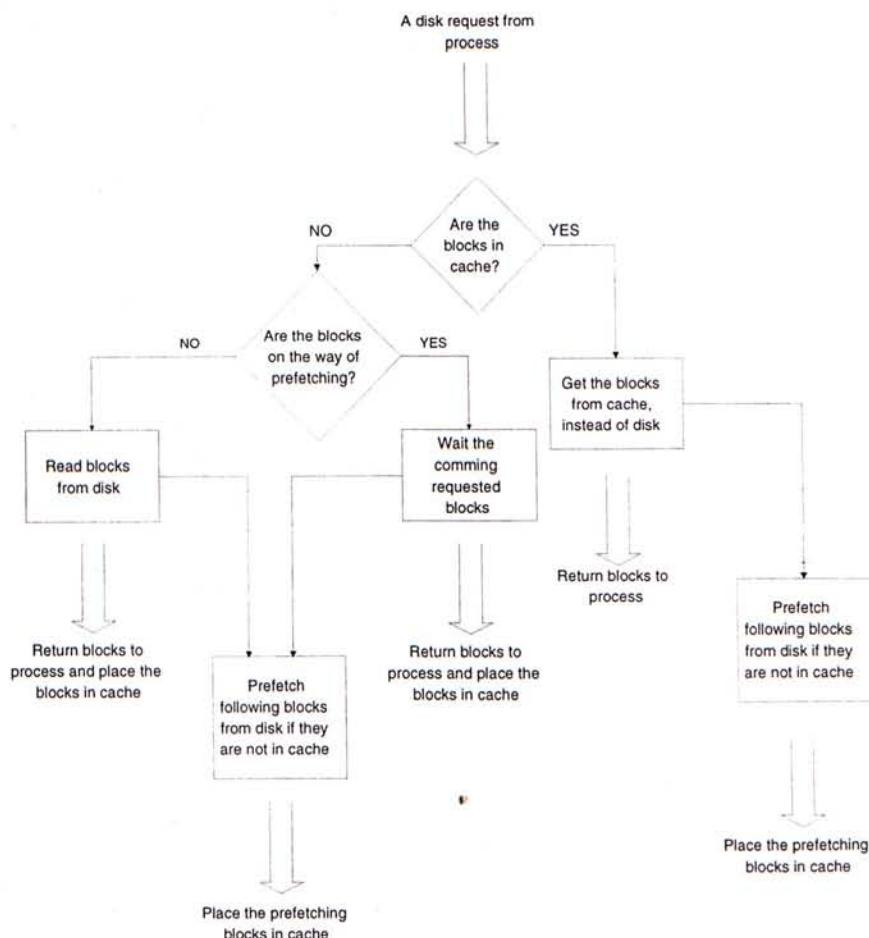 A disk request from
process
NO
Are the
blocks in
cache?
YES
NO
Are the blocks
on the way of
prefetching?
YES
Get the blocks
from cache,
instead of disk
Read blocks
from disk
Wait the
comming
requested
blocks
Return blocks to
process
Prefetch
following blocks
from disk if they
are not in cache
Return blocks to
process and place the
blocks in cache
Return blocks to
process and place the
blocks in cache
Prefetch
following blocks
from disk if they
are not in cache
Place the prefetching
blocks in cache
Place the prefetching
blocks in cache